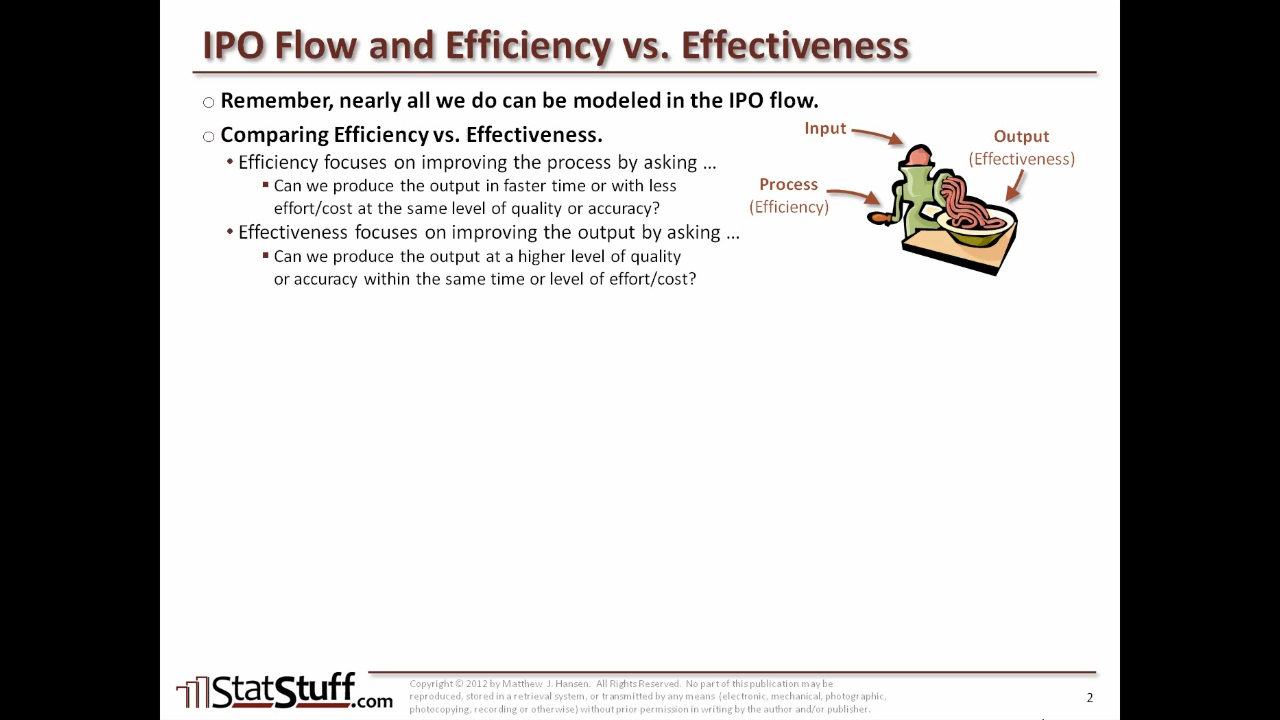 IPO Flow and Efficiency vs. Effectiveness
○ Remember, nearly all we do can be modeled in the IPO flow.
○ Comparing Efficiency vs. Effectiveness.
• Efficiency focuses on improving the process by asking …
▪ Can we produce the output in faster time or with less
effort/cost at the same level of quality or accuracy?
• Effectiveness focuses on improving the output by asking …
▪ Can we produce the output at a higher level of quality
or accuracy within the same time or level of effort/cost?
Input
Process
(Efficiency)
Output
(Effectiveness)
StatStuff.com
Copyright © 2012 by Matthew J. Hansen. All Rights Reserved. No part of this publication may be
reproduced, stored in a retrieval system, or transmitted by any means (electronic, mechanical, photographic,
photocopying, recording or otherwise) without prior permission in writing by the author and/or publisher.
2